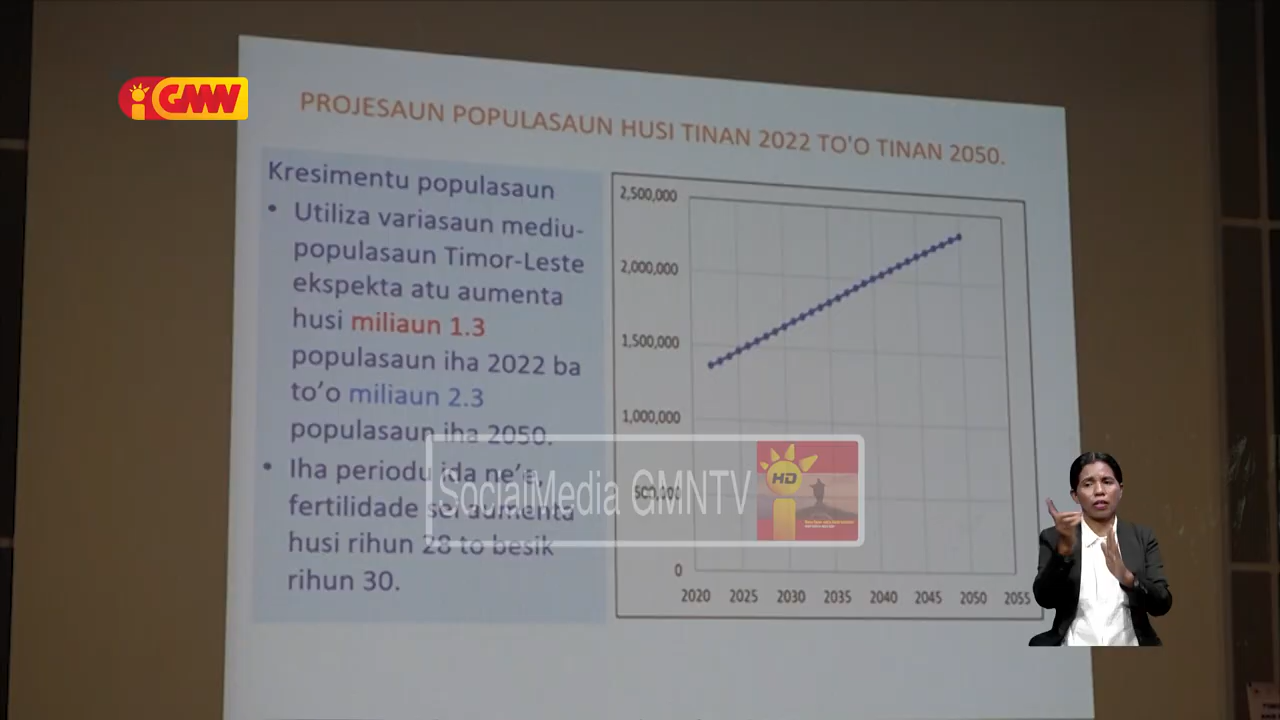 GMN
PROJESAUN POPULASAUN HUSI TINAN 2022 TO'O TINAN 2050.
Kresimentu populasaun
• Utiliza variasaun mediu-
populasaun Timor-Leste
ekspekta atu aumenta
husi miliaun 1.3
populasaun iha 2022 ba
to'o miliaun 2.3
populasaun iha 2050.
• Iha periodu ida ne'e,
fertilidade sei aumenta
husi rihun 28 to besik
rihun 30.
2,500,000
2,000,000
1,500,000
1,000,000
500,000
0
2020 2025 2030 2035 2040 2045 2050 2055
SocialMedia GMNTV
HD